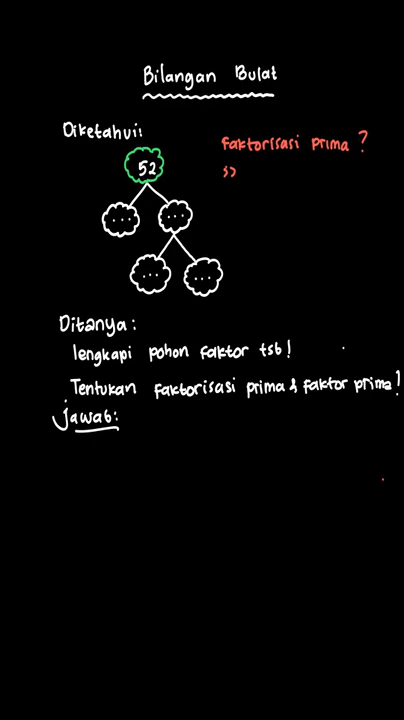 Bilangan Bulat
Diketahui:
Faktorisasi prima ?
52
... ...
... ...
Ditanya:
lengkapi pohon faktor tsb!
Tentukan faktorisasi prima & faktor prima!
Jawab: